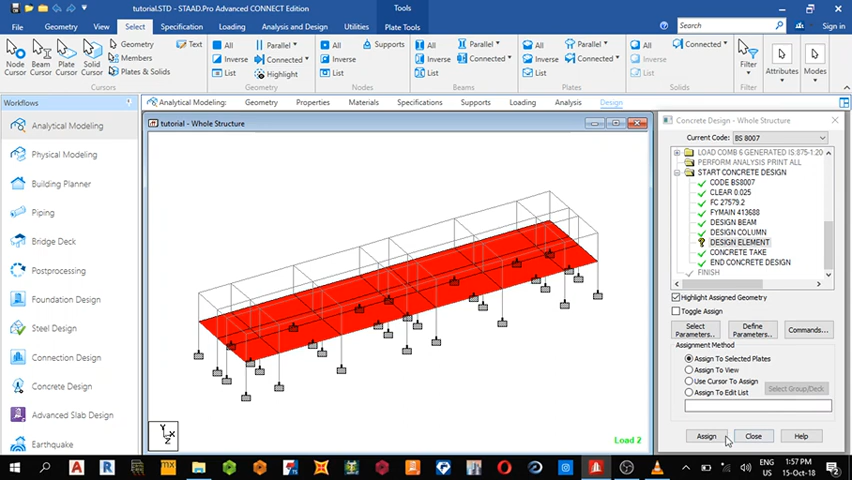 tutorial.STD - STAAD.Pro Advanced CONNECT Edition
Tools
File
Geometry
View
Select
Specification
Loading
Analysis and Design
Utilities
Plate Tools
Search
Sign in
Node Cursor
Beam Cursor
Plate Cursor
Solid Cursor
Geometry
Members
Plates & Solids
Text
Cursors
All
Inverse
List
Parallel
Connected
Highlight
Geometry
All
Inverse
List
Supports
Nodes
All
Inverse
List
Parallel
Connected
Beams
All
Inverse
List
Parallel
Connected
Plates
All
Inverse
List
Connected
Solids
Filter
Filter
Attributes
Modes
Workflows
Analytical Modeling:
Geometry
Properties
Materials
Specifications
Supports
Loading
Analysis
Design
Analytical Modeling
Physical Modeling
Building Planner
Piping
Bridge Deck
Postprocessing
Foundation Design
Steel Design
Connection Design
Concrete Design
Advanced Slab Design
Earthquake
tutorial - Whole Structure
Y
X
Z
Load 2
Concrete Design - Whole Structure
Current Code:
BS 8007
LOAD COMB 6 GENERATED IS:875-1:20
PERFORM ANALYSIS PRINT ALL
START CONCRETE DESIGN
CODE BS8007
CLEAR 0.025
FC 27579.2
FYMAIN 413688
DESIGN BEAM
DESIGN COLUMN
DESIGN ELEMENT
CONCRETE TAKE
END CONCRETE DESIGN
FINISH
Highlight Assigned Geometry
Toggle Assign
Select Parameters..
Define Parameters..
Commands...
Assignment Method
Assign To Selected Plates
Assign To View
Use Cursor To Assign
Select Group/Deck
Assign To Edit List
Assign
Close
Help
ENG
US
1:57 PM
15-Oct-18